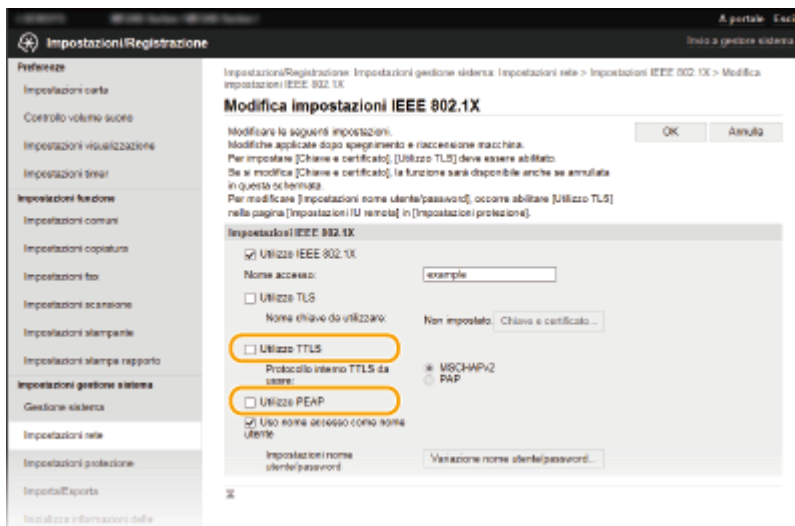 A portale Esci
Impostazioni/Registrazione
Invio a gestore sistema
Preferenze
Impostazioni carta
Controllo volume suono
Impostazioni visualizzazione
Impostazioni timer
Impostazioni funzione
Impostazioni comuni
Impostazioni copiatura
Impostazioni fax
Impostazioni scansione
Impostazioni stampante
Impostazioni stampa rapporto
Impostazioni gestione sistema
Gestione sistema
Impostazioni rete
Impostazioni protezione
Importa/Esporta
Inizializza informazioni delle
Impostazioni/Registrazione: Impostazioni gestione sistema: Impostazioni rete > Impostazioni IEEE 802.1X > Modifica
impostazioni IEEE 802.1X
Modifica impostazioni IEEE 802.1X
Modificare le seguenti impostazioni.
Modifiche applicate dopo spegnimento e riaccensione macchina.
Per impostare [Chiave e certificato], [Utilizzo TLS] deve essere abilitato.
Se si modifica [Chiave e certificato], la funzione sarà disponibile anche se annullata
in questa schermata.
Per modificare [Impostazioni nome utente/password], occorre abilitare [Utilizzo TLS]
nella pagina [Impostazioni IU remota] in [Impostazioni protezione].
OK Annulla
Impostazioni IEEE 802.1X
Utilizzo IEEE 802.1X
Nome accesso: example
Utilizzo TLS
Nome chiave da utilizzare: Non impostato. Chiave e certificato...
Utilizzo TTLS
Protocollo interno TTLS da
usare:
MSCHAPv2
PAP
Utilizzo PEAP
Uso nome accesso come nome
utente
Impostazioni nome
utente/password
Variazione nome utente/password...